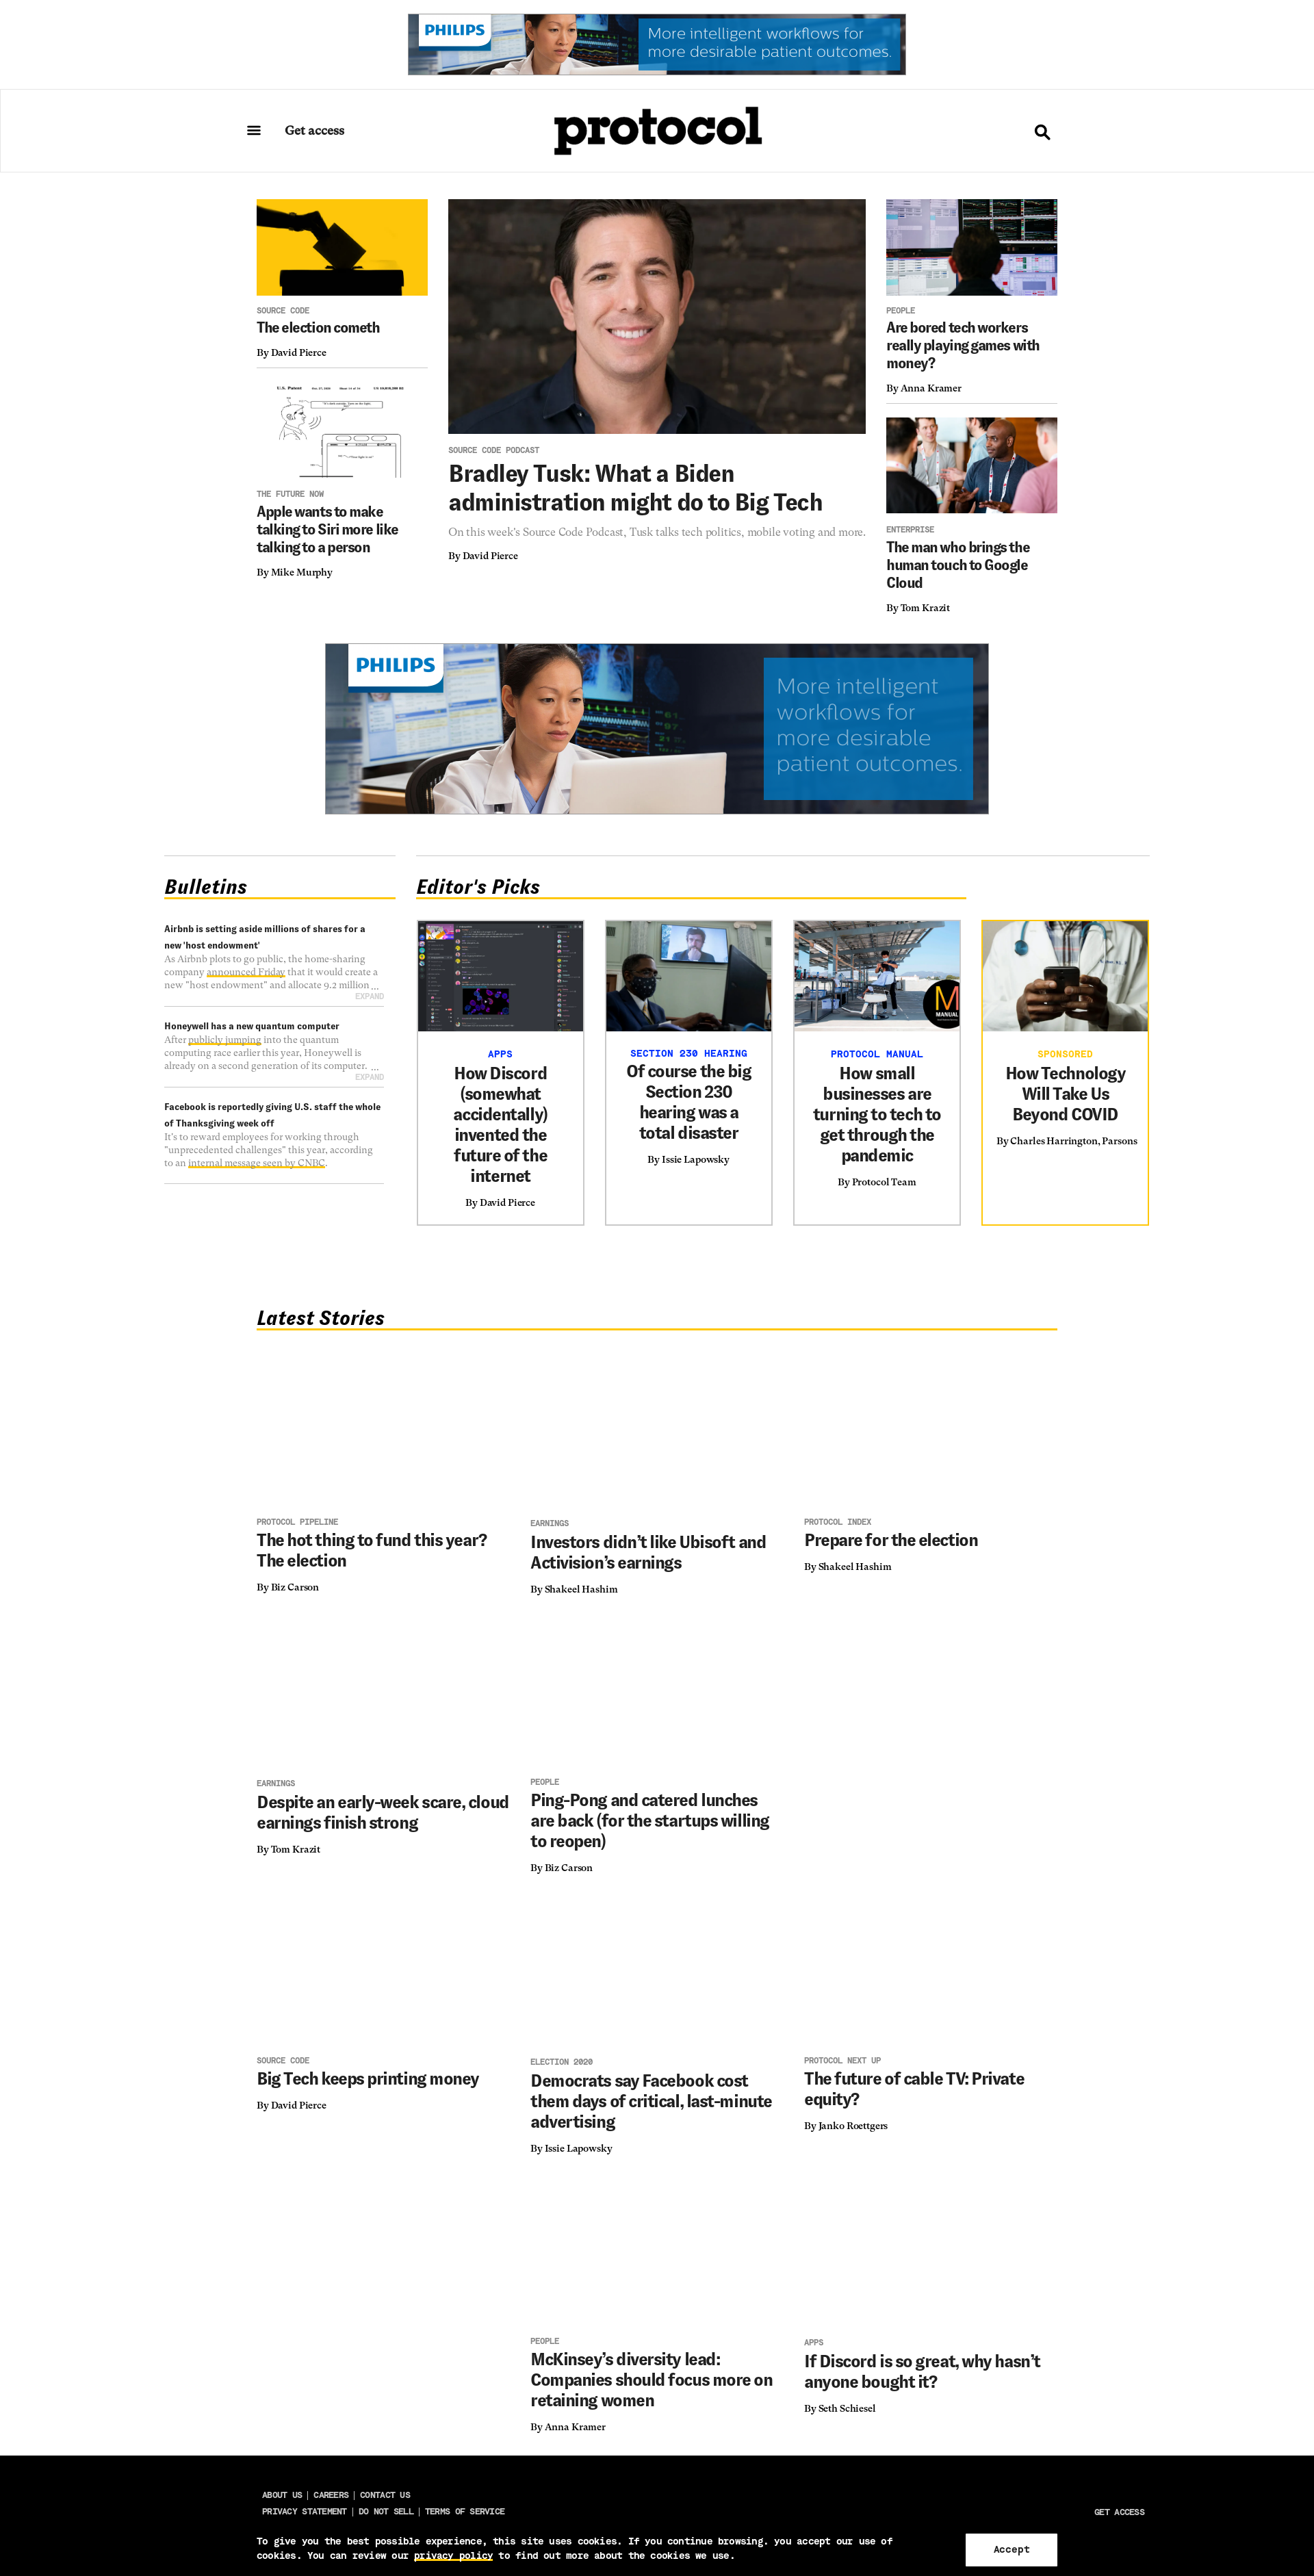 PHILIPS
More intelligent workflows for
more desirable patient outcomes.
Get access
protocol
SOURCE CODE
The election cometh
By David Pierce
U.S. Patent
THE FUTURE NOW
Apple wants to make
talking to Siri more like
talking to a person
By Mike Murphy
SOURCE CODE PODCAST
Bradley Tusk: What a Biden
administration might do to Big Tech
On this week's Source Code Podcast, Tusk talks tech politics, mobile voting and more.
By David Pierce
PEOPLE
Are bored tech workers
really playing games with
money?
By Anna Kramer
ENTERPRISE
The man who brings the
human touch to Google
Cloud
By Tom Krazit
PHILIPS
More intelligent
workflows for
more desirable
patient outcomes.
Bulletins
Airbnb is setting aside millions of shares for a
new 'host endowment'
As Airbnb plots to go public, the home-sharing
company announced Friday that it would create a
new "host endowment" and allocate 9.2 million ...
EXPAND
Honeywell has a new quantum computer
After publicly jumping into the quantum
computing race earlier this year, Honeywell is
already on a second generation of its computer. ...
EXPAND
Facebook is reportedly giving U.S. staff the whole
of Thanksgiving week off
It's to reward employees for working through
"unprecedented challenges" this year, according
to an internal message seen by CNBC.
Editor's Picks
APPS
How Discord
(somewhat
accidentally)
invented the
future of the
internet
By David Pierce
SECTION 230 HEARING
Of course the big
Section 230
hearing was a
total disaster
By Issie Lapowsky
M
MANUAL
PROTOCOL MANUAL
How small
businesses are
turning to tech to
get through the
pandemic
By Protocol Team
SPONSORED
How Technology
Will Take Us
Beyond COVID
By Charles Harrington, Parsons
Latest Stories
PROTOCOL PIPELINE
The hot thing to fund this year?
The election
By Biz Carson
EARNINGS
Investors didn't like Ubisoft and
Activision's earnings
By Shakeel Hashim
PROTOCOL INDEX
Prepare for the election
By Shakeel Hashim
EARNINGS
Despite an early-week scare, cloud
earnings finish strong
By Tom Krazit
PEOPLE
Ping-Pong and catered lunches
are back (for the startups willing
to reopen)
By Biz Carson
SOURCE CODE
Big Tech keeps printing money
By David Pierce
ELECTION 2020
Democrats say Facebook cost
them days of critical, last-minute
advertising
By Issie Lapowsky
PROTOCOL NEXT UP
The future of cable TV: Private
equity?
By Janko Roettgers
PEOPLE
McKinsey's diversity lead:
Companies should focus more on
retaining women
By Anna Kramer
APPS
If Discord is so great, why hasn't
anyone bought it?
By Seth Schiesel
ABOUT US | CAREERS | CONTACT US
PRIVACY STATEMENT | DO NOT SELL | TERMS OF SERVICE
GET ACCESS
To give you the best possible experience, this site uses cookies. If you continue browsing. you accept our use of
cookies. You can review our privacy policy to find out more about the cookies we use.
Accept